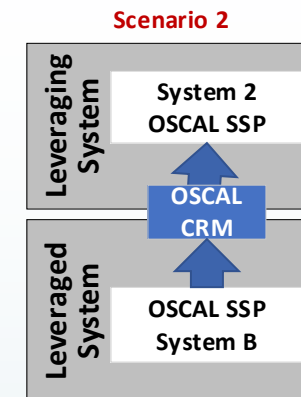 Scenario 2
Leveraging
System
System 2
OSCAL SSP
OSCAL
CRM
Leveraged
System
OSCAL SSP
System B